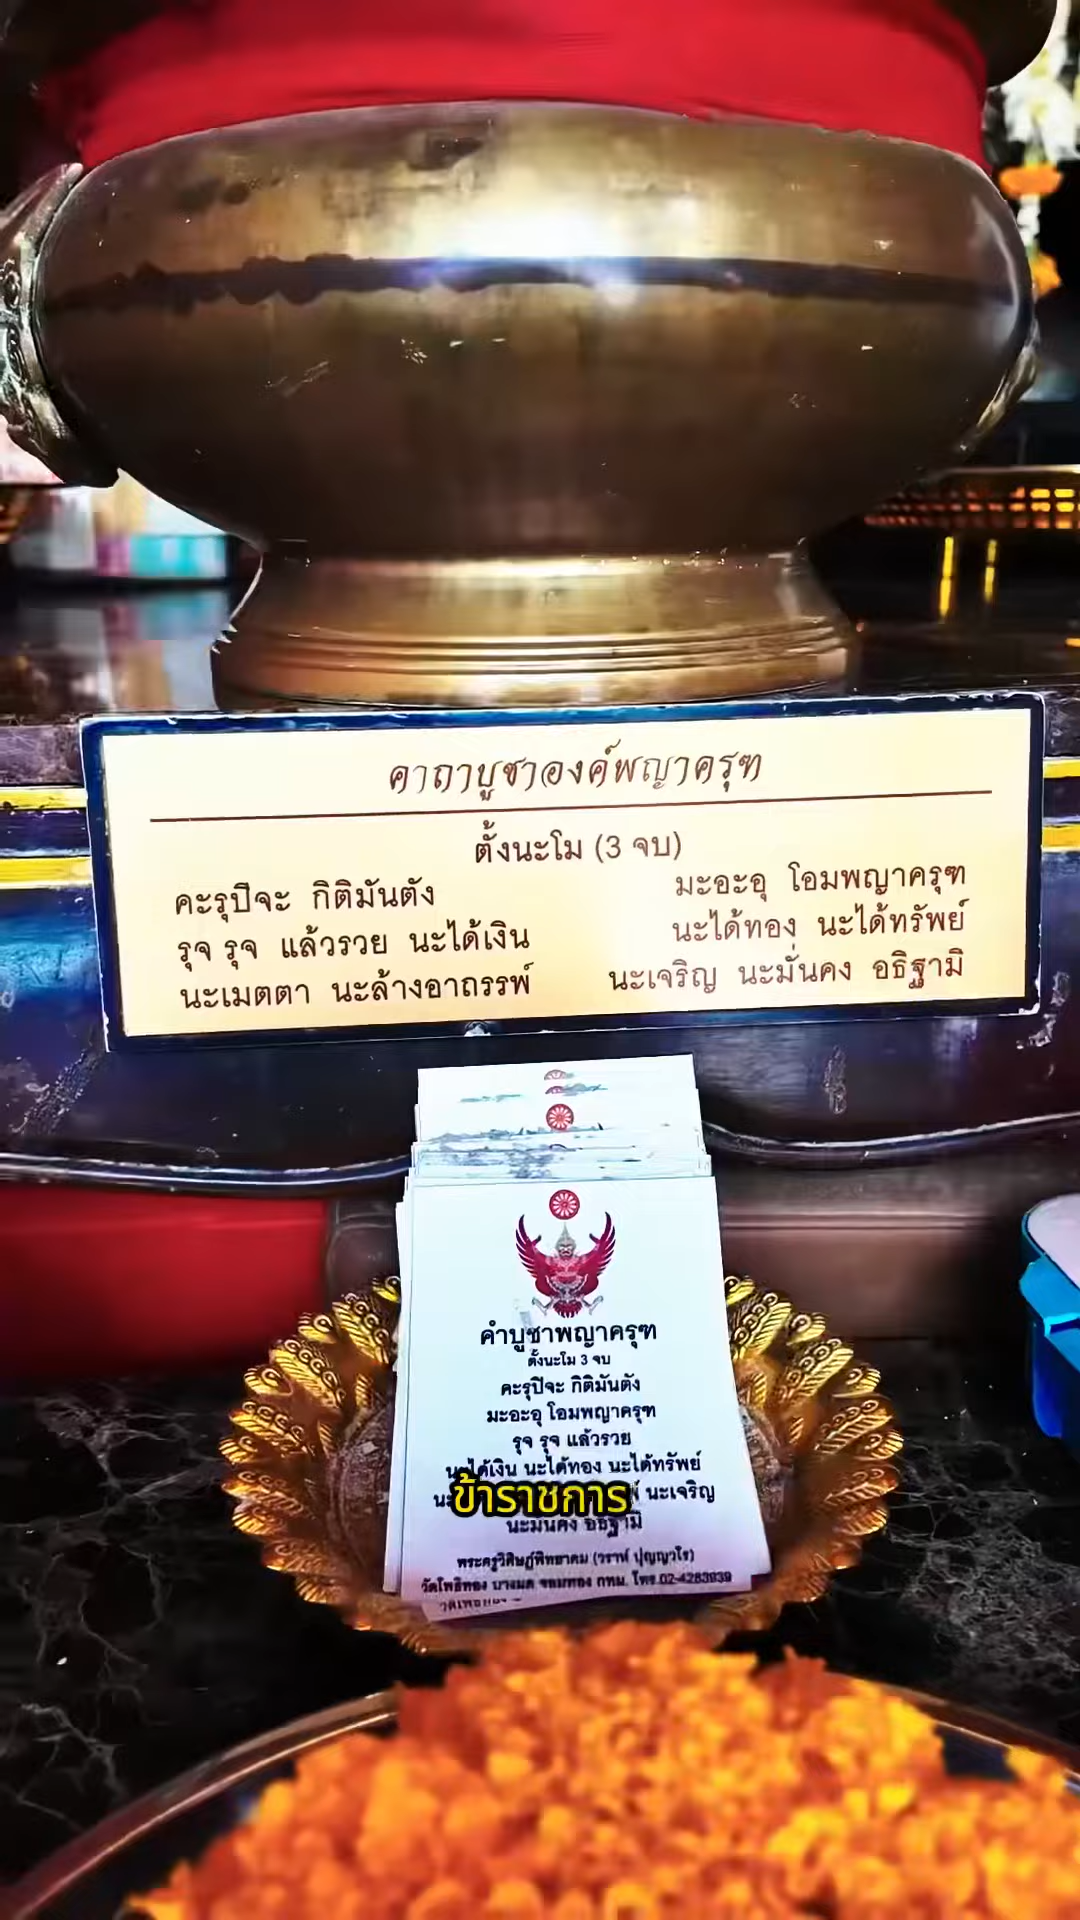 คาถาบูชาองค์พญาครุฑ
ตั้งนะโม (3 จบ)
คะรุปิจะ กิติมันตัง มะอะอุ โอมพญาครุฑ
รุจ รุจ แล้วรวย นะได้เงิน นะได้ทอง นะได้ทรัพย์
นะเมตตา นะล้างอาถรรพ์ นะเจริญ นะมั่นคง อธิฐามิ
คำบูชาพญาครุฑ
ตั้งนะโม 3 จบ
คะรุปิจะ กิติมันตัง
มะอะอุ โอมพญาครุฑ
รุจ รุจ แล้วรวย
นะได้เงิน นะได้ทอง นะได้ทรัพย์
นะเจริญ
ข้าราชการ
นะมั่นคง อธิฐามิ
พระครูวิศิษฏ์พิทยาคม (วราห์ ปุญญวโร)
วัดโพธิทอง บางมด จอมทอง กทม. โทร.02-4283939